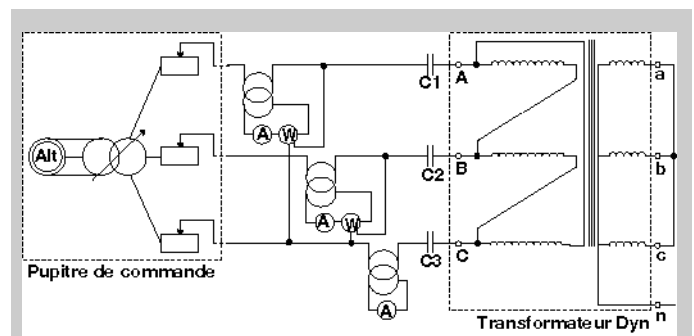 C1
A
a
A
W
Alt
C2
B
b
A
W
C3
C
c
Pupitre de commande
A
n
Transformateur Dyn